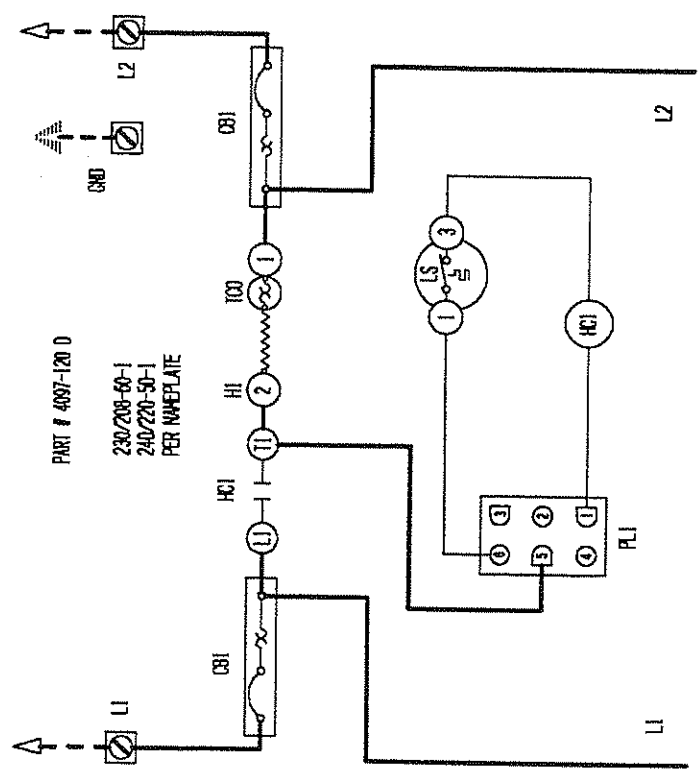 PART # 4097-120 D
GND
L1
230/208-60-1
L2
240/220-50-1
PER NAMEPLATE
CB1
HC1
H1
TCO
CB1
L1
T1
2
1
LS
1
3
6
3
5
2
4
1
HC1
PL1
L1
L2